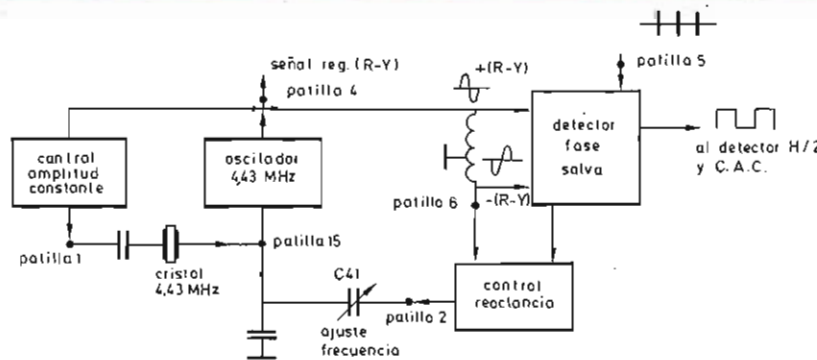 señal reg. (R-Y)
patilla 4
+(R-Y)
patilla 5
cantral
amplitud
constante
oscilador
4,43 MHz
detector
fase
salva
al detector H/2
y C.A.C.
-(R-Y)
patilla 6
patilla 1
cristal
4,43 MHz
patilla 15
C41
ajuste
frecuencia
patilla 2
control
reactancia